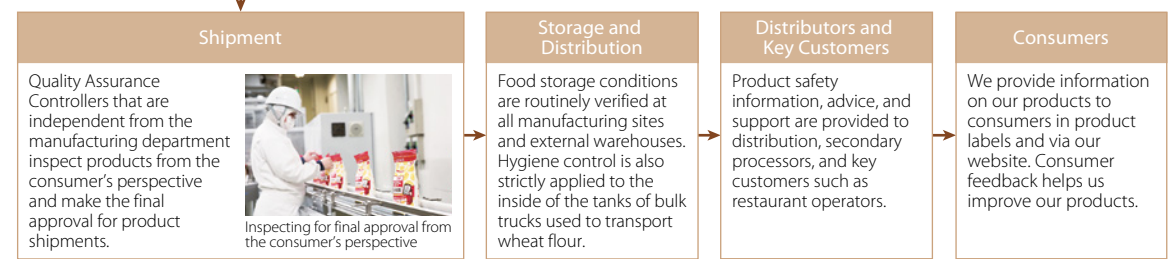 Shipment
Quality Assurance
Controllers that are
independent from the
manufacturing department
inspect products from the
consumer's perspective
and make the final
approval for product
shipments.
Inspecting for final approval from
the consumer's perspective
Storage and
Distribution
Food storage conditions
are routinely verified at
all manufacturing sites
and external warehouses.
Hygiene control is also
strictly applied to the
inside of the tanks of bulk
trucks used to transport
wheat flour.
Distributors and
Key Customers
Product safety
information, advice, and
support are provided to
distribution, secondary
processors, and key
customers such as
restaurant operators.
Consumers
We provide information
on our products to
consumers in product
labels and via our
website. Consumer
feedback helps us
improve our products.